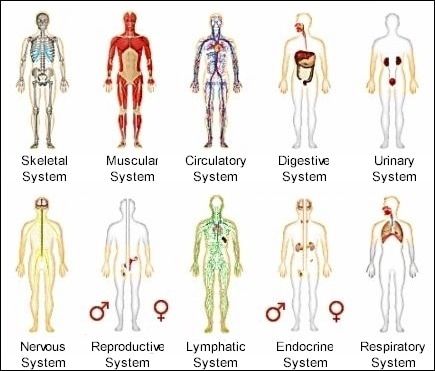 Skeletal Muscular Circulatory Digestive Urinary
System System System System System
Nervous Reproductive Lymphatic Endocrine Respiratory
System System System System System